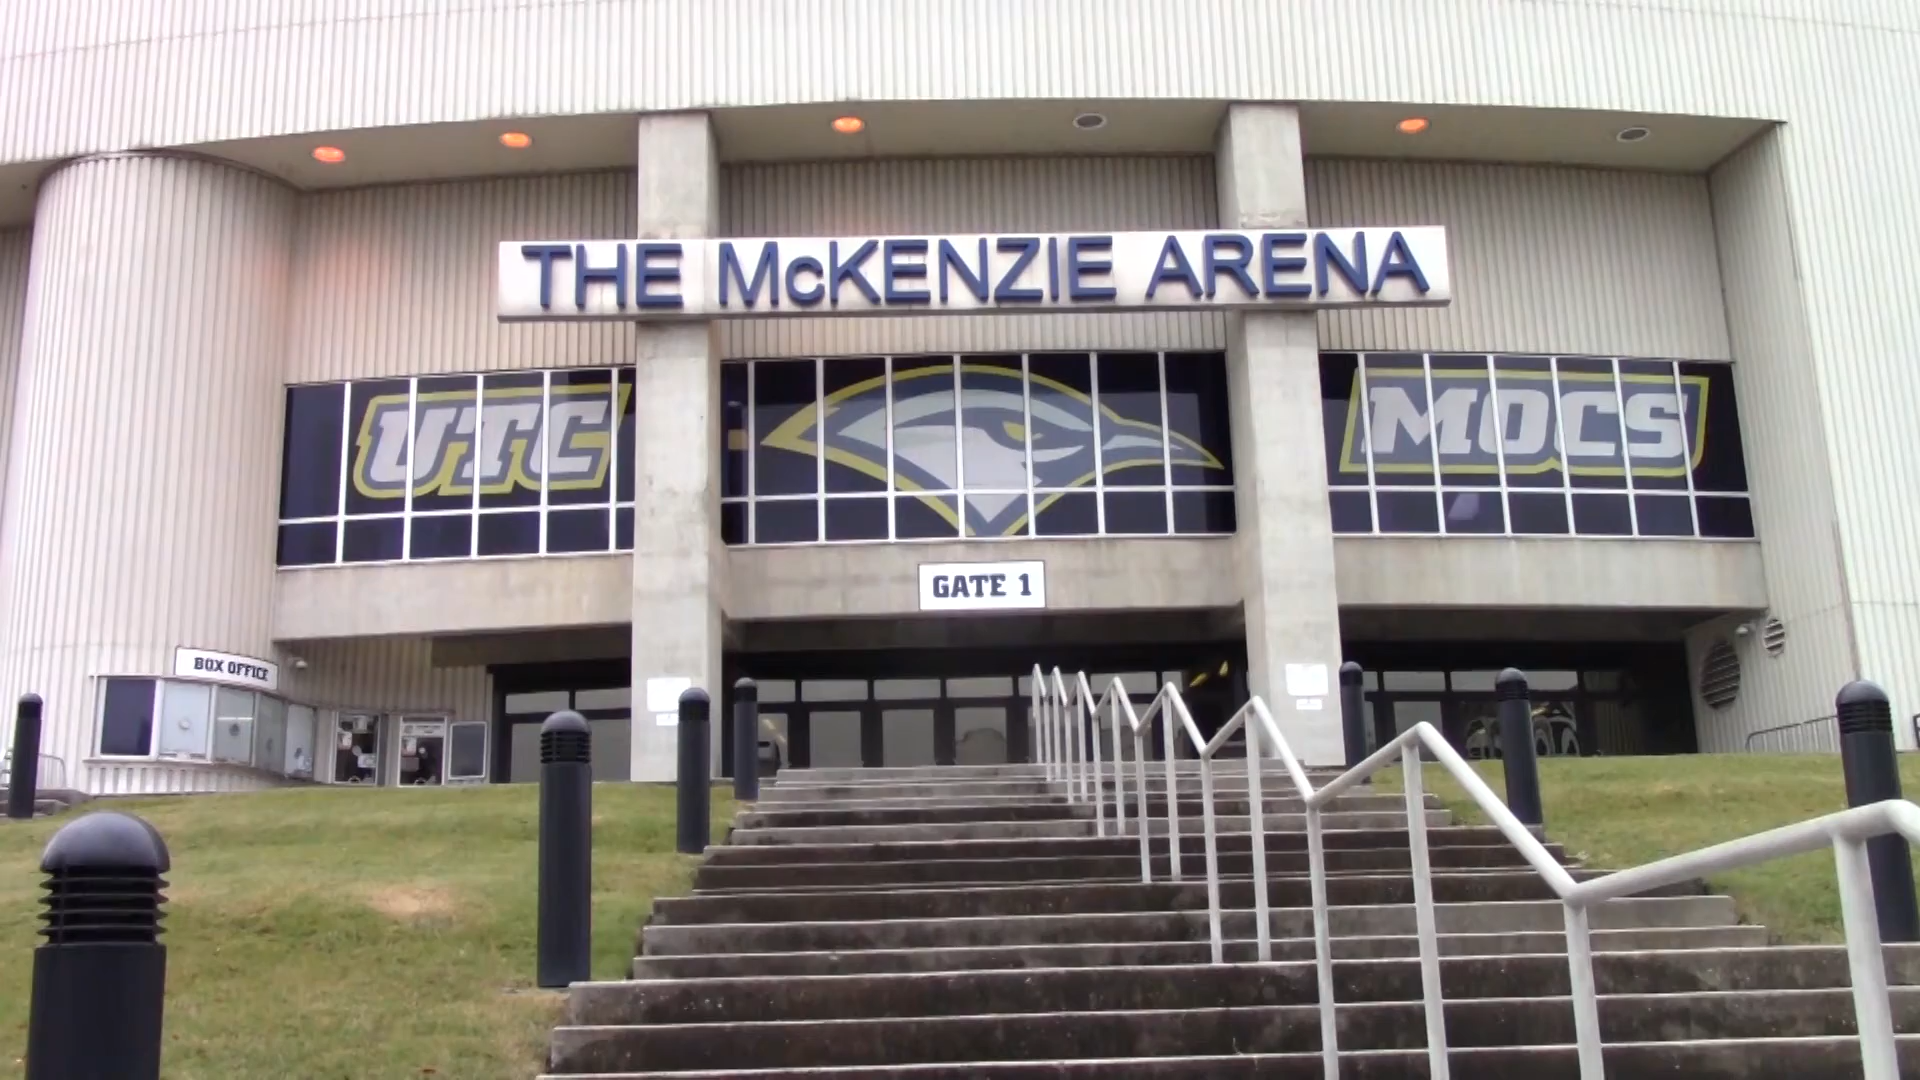 THE McKENZIE ARENA
UTC
MOCS
GATE 1
BOX OFFICE